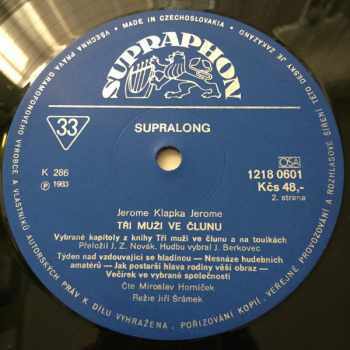 VŠECHNA PRÁVA GRAMOFONOVÉHO VÝROBCE A VLASTNÍKŮ AUTORSKÝCH PRÁV K DÍLU VYHRAŽENA. POŘIZOVÁNÍ KOPIÍ, VEŘEJNÉ PROVOZOVÁNÍ A ROZHLASOVÉ ŠÍŘENÍ TÉTO DESKY JE ZAKÁZÁNO
• MADE IN CZECHOSLOVAKIA •
SUPRAPHON
33
SUPRALONG
K 286
℗ 1983
OSA
1218 0601
Kčs 48,-
2. strana
Jerome Klapka Jerome
TŘI MUŽI VE ČLUNU
Vybrané kapitoly z knihy Tři muži ve člunu a na toulkách
Přeložil J. Z. Novák. Hudbu vybral J. Berkovec
Týden nad vzdouvající se hladinou — Nesnáze hudebních
amatérů — Jak postarší hlava rodiny věší obraz —
Večírek ve vybrané společnosti
Čte Miroslav Horníček
Režie Jiří Šrámek